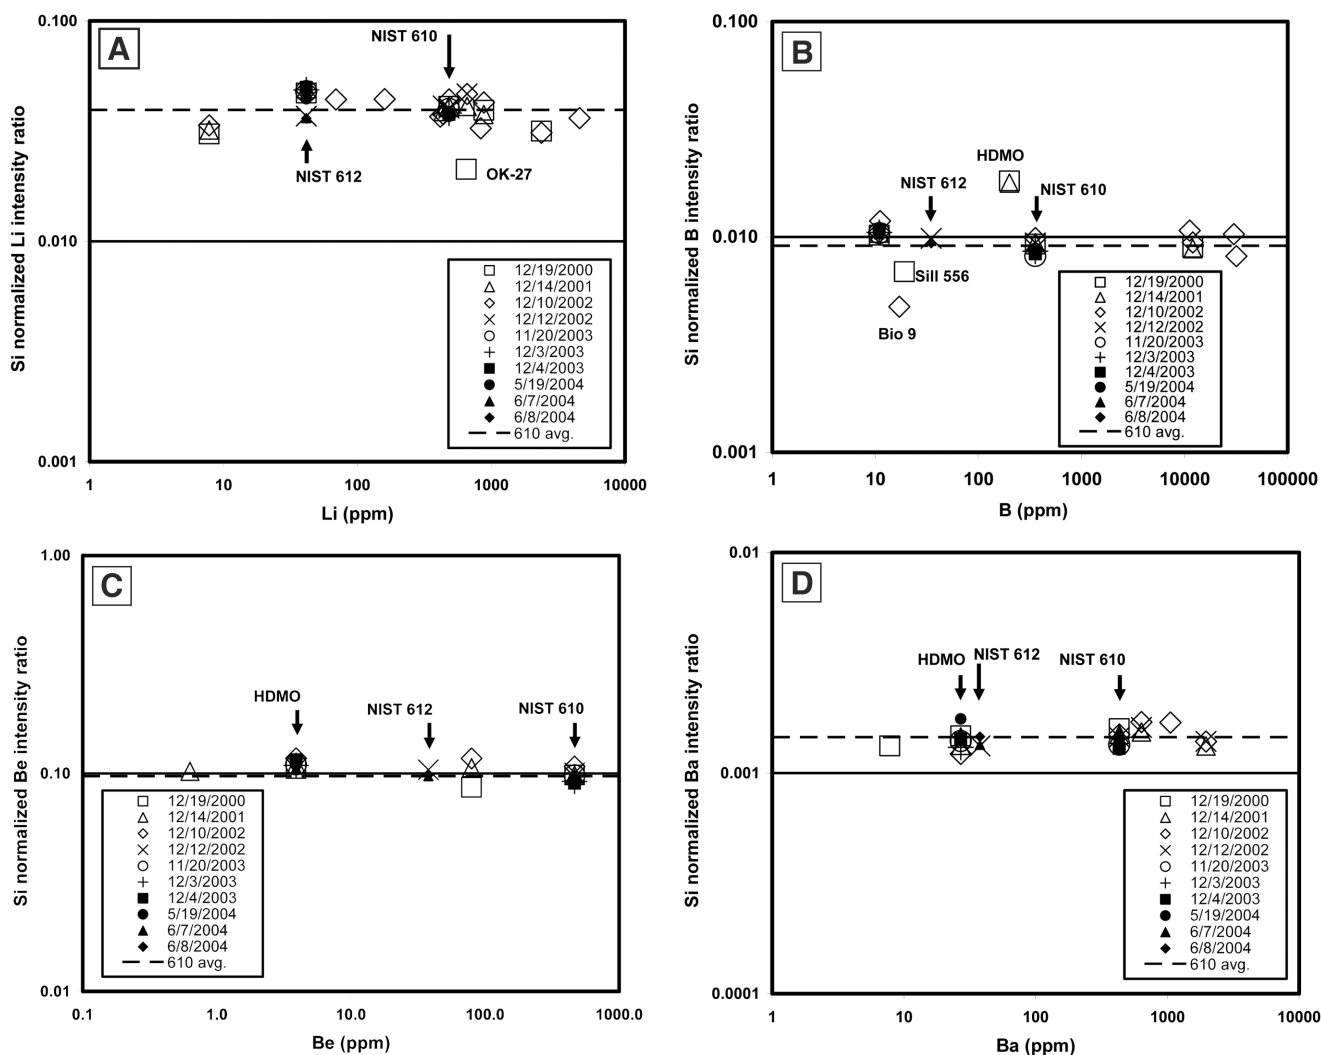 A
Si normalized Li intensity ratio
0.100
0.010
0.001
NIST 610
NIST 612
OK-27
12/19/2000
12/14/2001
12/10/2002
12/12/2002
11/20/2003
12/3/2003
12/4/2003
5/19/2004
6/7/2004
6/8/2004
610 avg.
1 10 100 1000 10000
Li (ppm)
B
Si normalized B intensity ratio
0.100
0.010
0.001
HDMO
NIST 612
NIST 610
Sill 556
Bio 9
12/19/2000
12/14/2001
12/10/2002
12/12/2002
11/20/2003
12/3/2003
12/4/2003
5/19/2004
6/7/2004
6/8/2004
610 avg.
1 10 100 1000 10000 100000
B (ppm)
C
Si normalized Be intensity ratio
1.00
0.10
0.01
HDMO
NIST 612
NIST 610
12/19/2000
12/14/2001
12/10/2002
12/12/2002
11/20/2003
12/3/2003
12/4/2003
5/19/2004
6/7/2004
6/8/2004
610 avg.
0.1 1.0 10.0 100.0 1000.0
Be (ppm)
D
Si normalized Ba intensity ratio
0.01
0.001
0.0001
HDMO
NIST 612
NIST 610
12/19/2000
12/14/2001
12/10/2002
12/12/2002
11/20/2003
12/3/2003
12/4/2003
5/19/2004
6/7/2004
6/8/2004
610 avg.
1 10 100 1000 10000
Ba (ppm)